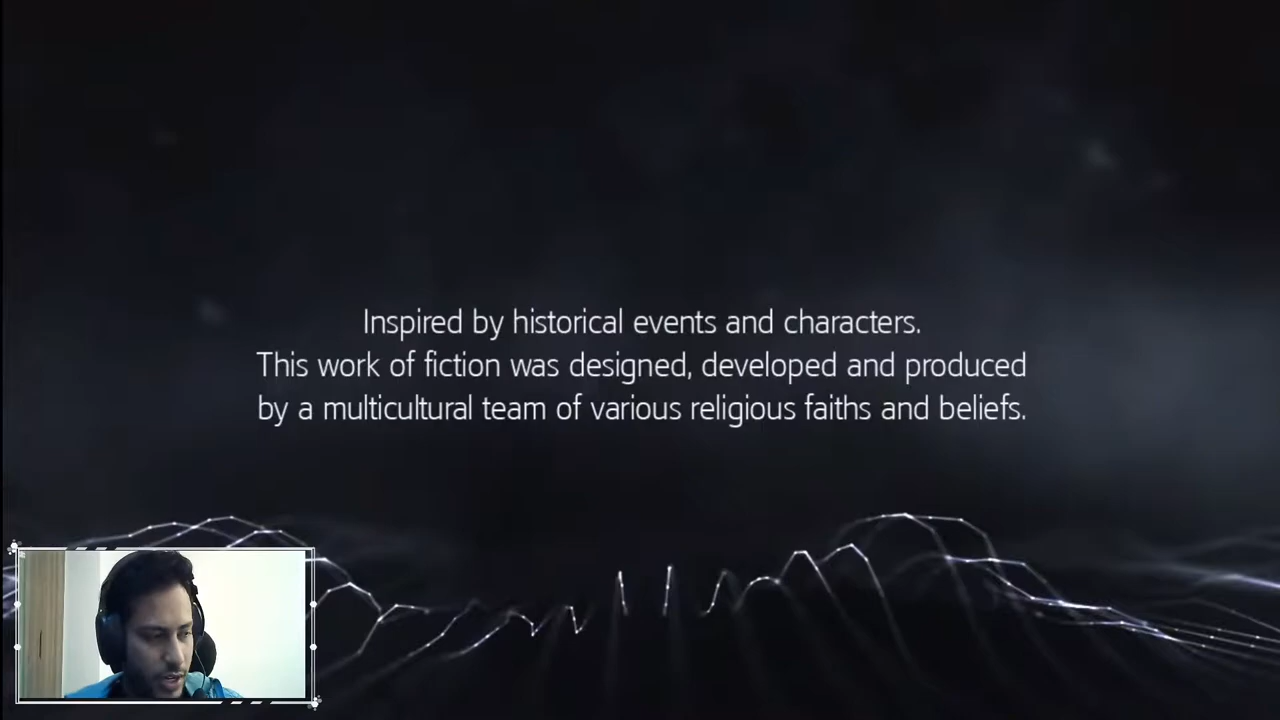 Inspired by historical events and characters.
This work of fiction was designed, developed and produced
by a multicultural team of various religious faiths and beliefs.